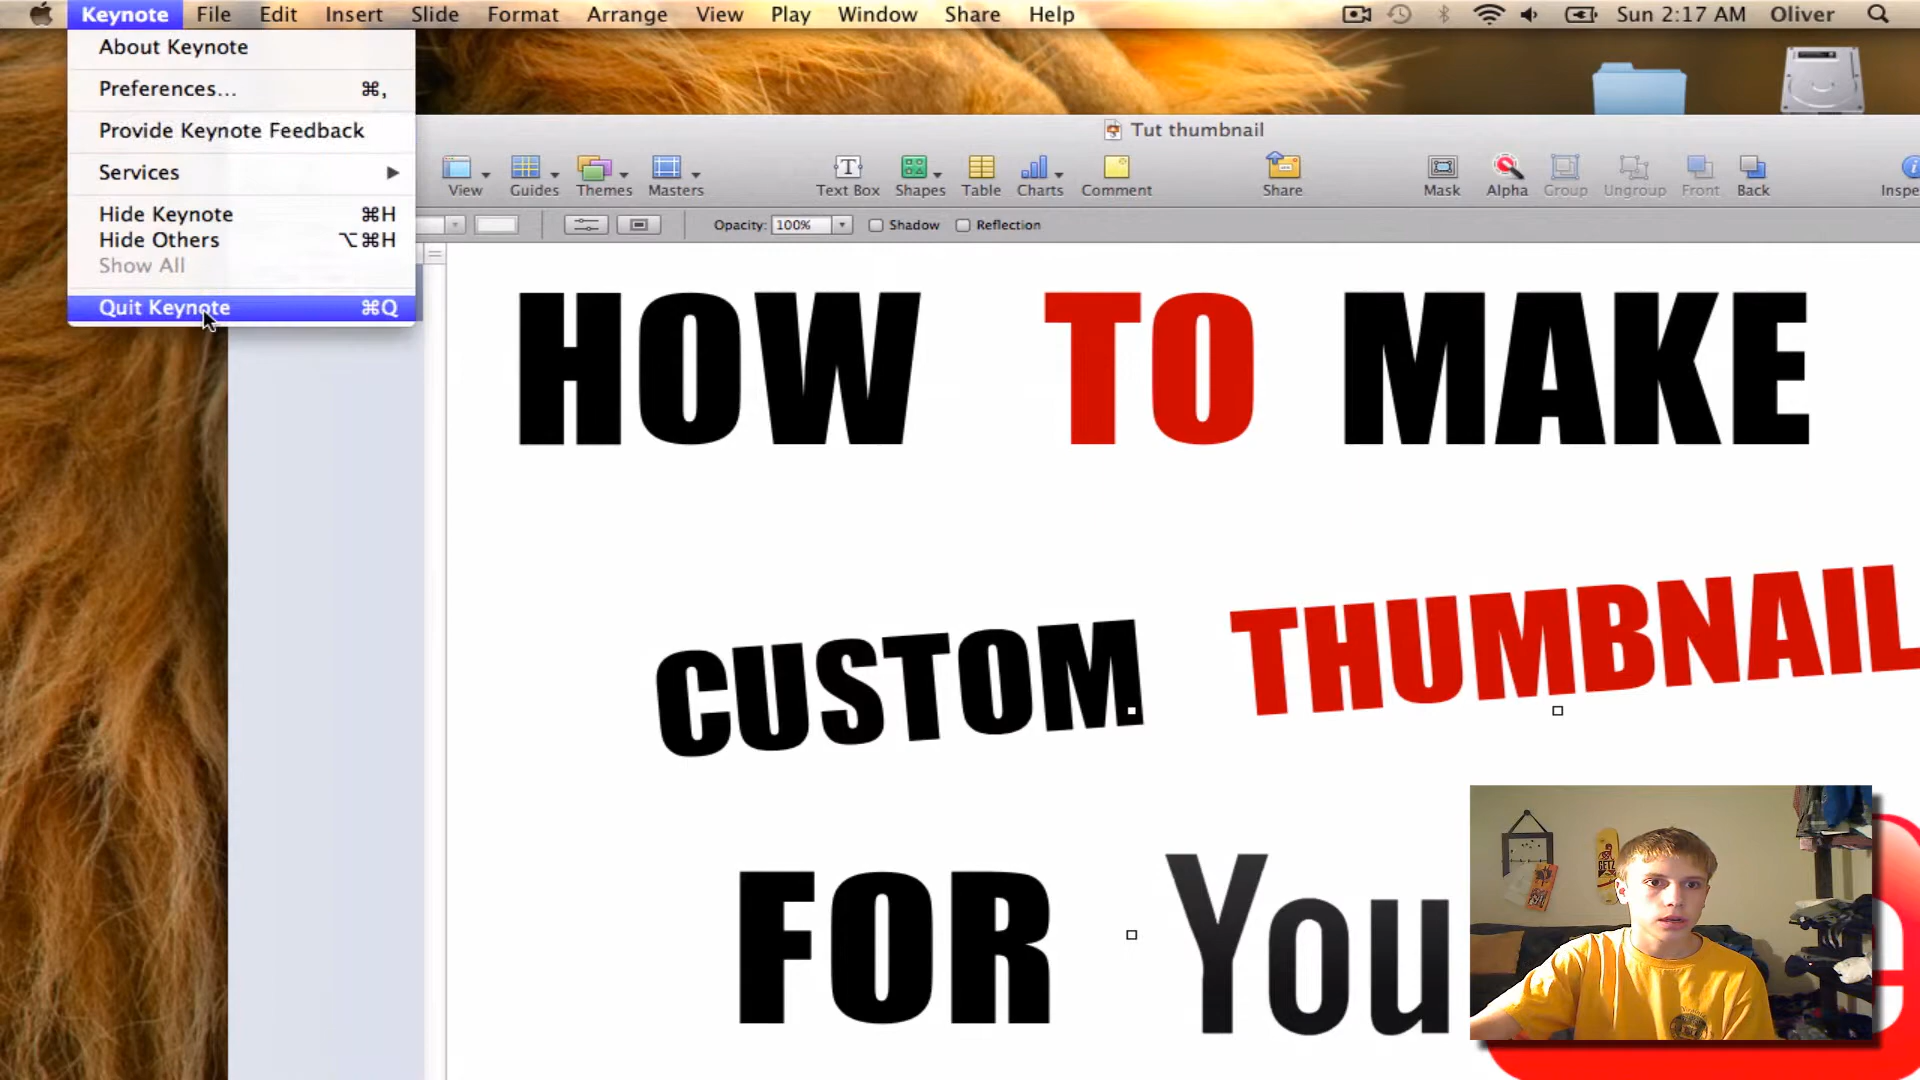 Keynote File Edit Insert Slide Format Arrange View Play Window Share Help Sun 2:17 AM Oliver
About Keynote
Preferences... ⌘,
Provide Keynote Feedback
Services
Hide Keynote ⌘H
Hide Others ⌥⌘H
Show All
Quit Keynote ⌘Q
Tut thumbnail
View Guides Themes Masters Text Box Shapes Table Charts Comment Share Mask Alpha Group Ungroup Front Back Inspe
Opacity: 100% Shadow Reflection
HOW TO MAKE
CUSTOM THUMBNAIL
FOR You
GETZ